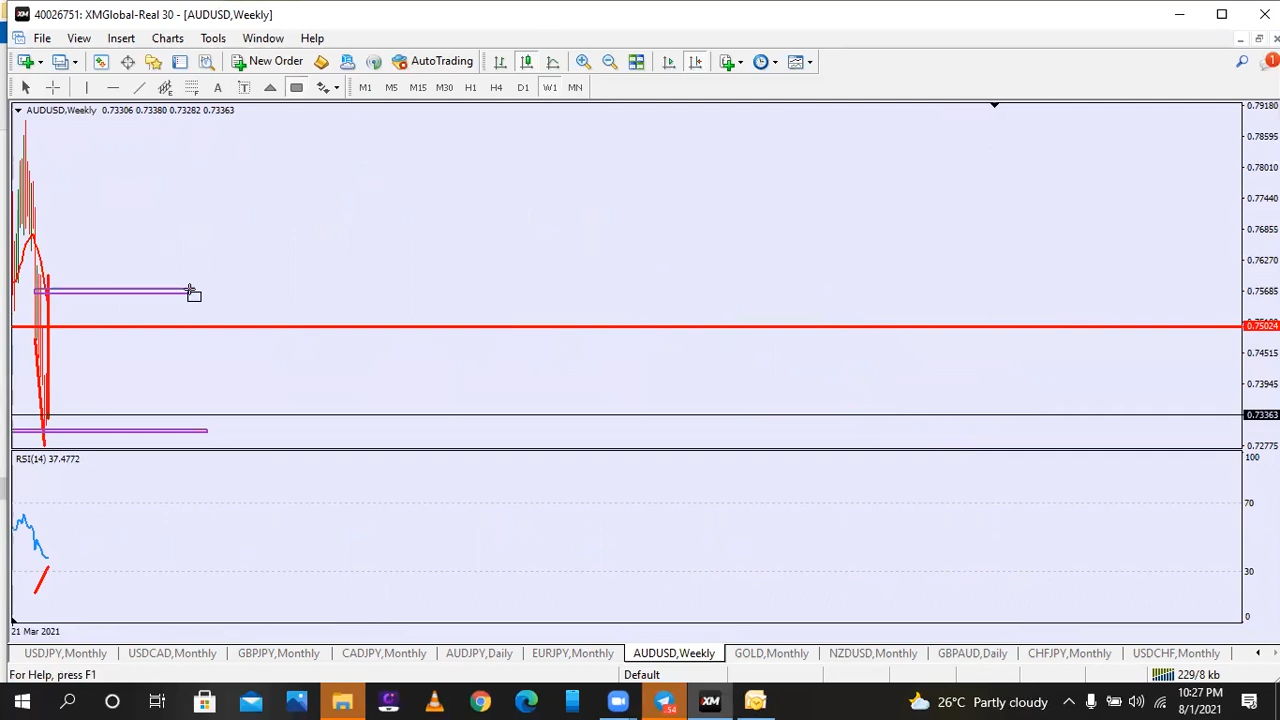 40026751: XMGlobal-Real 30 - [AUDUSD,Weekly]
File View Insert Charts Tools Window Help
New Order AutoTrading 1
A T M1 M5 M15 M30 H1 H4 D1 W1 MN
AUDUSD,Weekly 0.73306 0.73380 0.73282 0.73363
0.79180
0.78595
0.78010
0.77440
0.76855
0.76270
0.75685
0.75024
0.74515
0.73945
0.73363
0.72775
RSI(14) 37.4772
100
70
30
0
21 Mar 2021
USDJPY,Monthly USDCAD,Monthly GBPJPY,Monthly CADJPY,Monthly AUDJPY,Daily EURJPY,Monthly AUDUSD,Weekly GOLD,Monthly NZDUSD,Monthly GBPAUD,Daily CHFJPY,Monthly USDCHF,Monthly
For Help, press F1 Default 229/8 kb
54 XM 26°C Partly cloudy 10:27 PM
8/1/2021